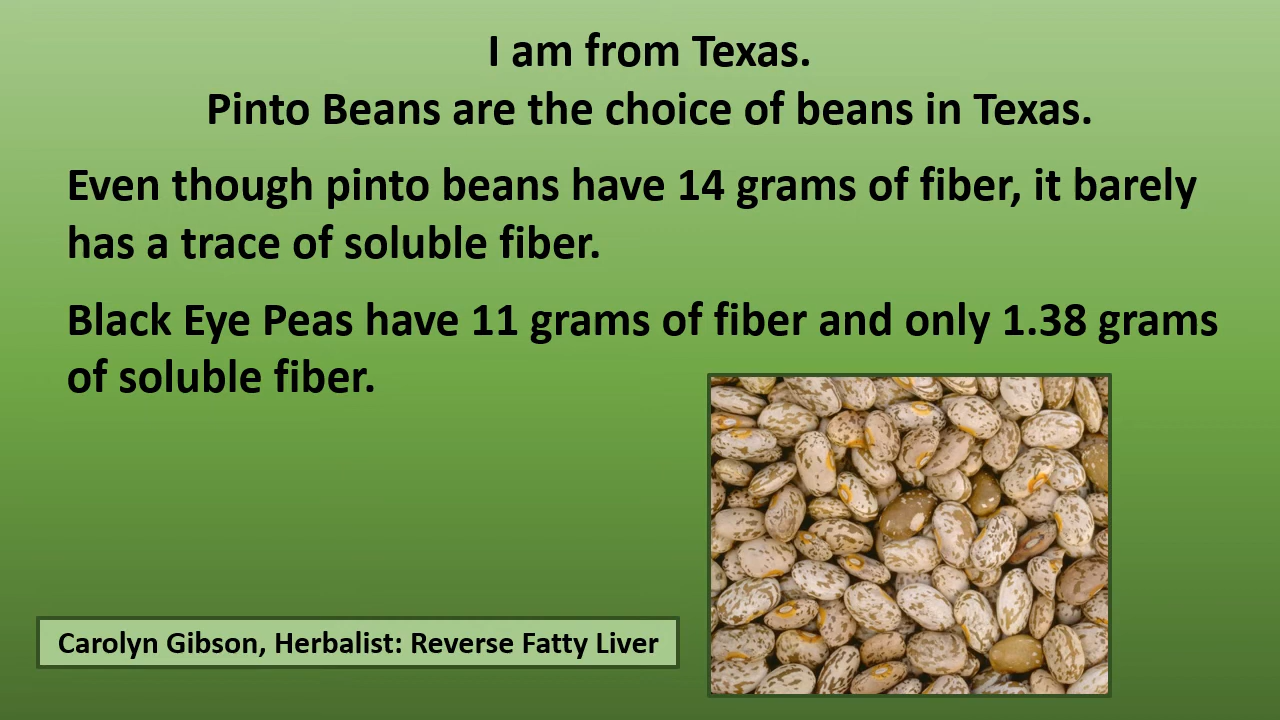 I am from Texas.
Pinto Beans are the choice of beans in Texas.
Even though pinto beans have 14 grams of fiber, it barely
has a trace of soluble fiber.
Black Eye Peas have 11 grams of fiber and only 1.38 grams
of soluble fiber.
Carolyn Gibson, Herbalist: Reverse Fatty Liver